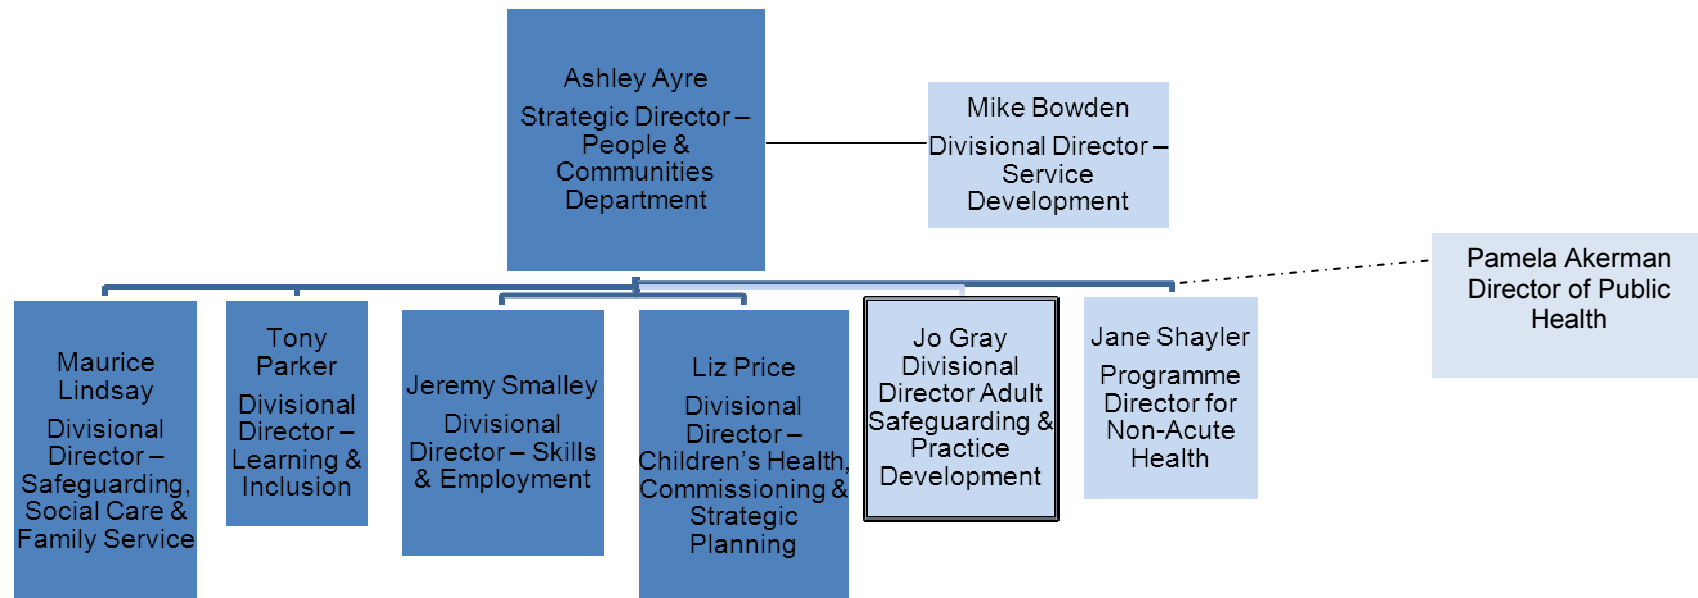 Ashley Ayre
Strategic Director –
People &
Communities
Department
Mike Bowden
Divisional Director –
Service
Development
Pamela Akerman
Director of Public
Health
Maurice
Lindsay
Divisional
Director –
Safeguarding,
Social Care &
Family Service
Tony
Parker
Divisional
Director –
Learning &
Inclusion
Jeremy Smalley
Divisional
Director – Skills
& Employment
Liz Price
Divisional
Director –
Children's Health,
Commissioning &
Strategic
Planning
Jo Gray
Divisional
Director Adult
Safeguarding &
Practice
Development
Jane Shayler
Programme
Director for
Non-Acute
Health